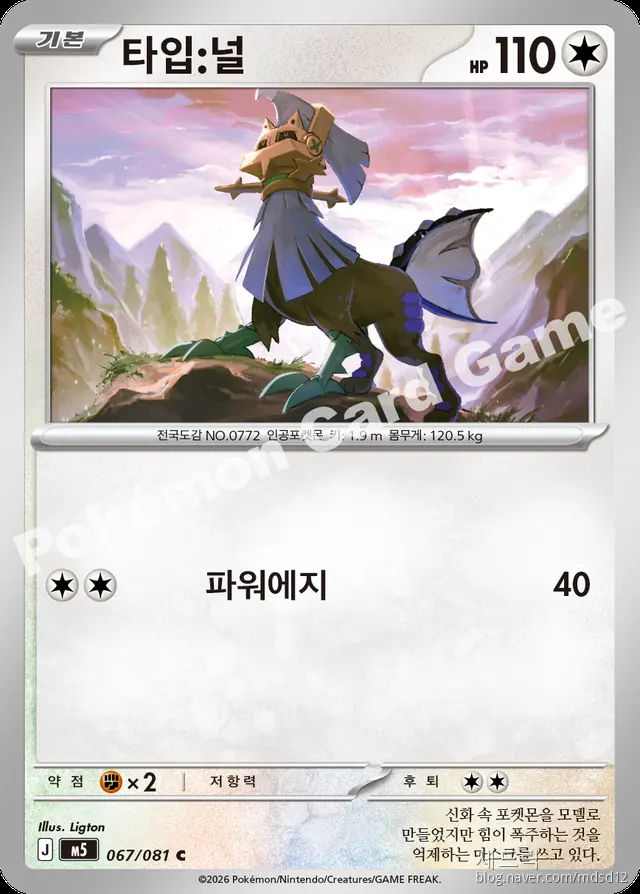 기본 타입:널 HP 110
전국도감 NO.0772 인공포켓몬 키: 1.9 m 몸무게: 120.5 kg
Pokémon Card Game
파워에지 40
약점 ×2 저항력 후퇴
Illus. Ligton
J M5 067/081 C
신화 속 포켓몬을 모델로
만들었지만 힘이 폭주하는 것을
억제하는 마스크를 쓰고 있다.
©2026 Pokémon/Nintendo/Creatures/GAME FREAK.
blog.naver.com/mdsd12